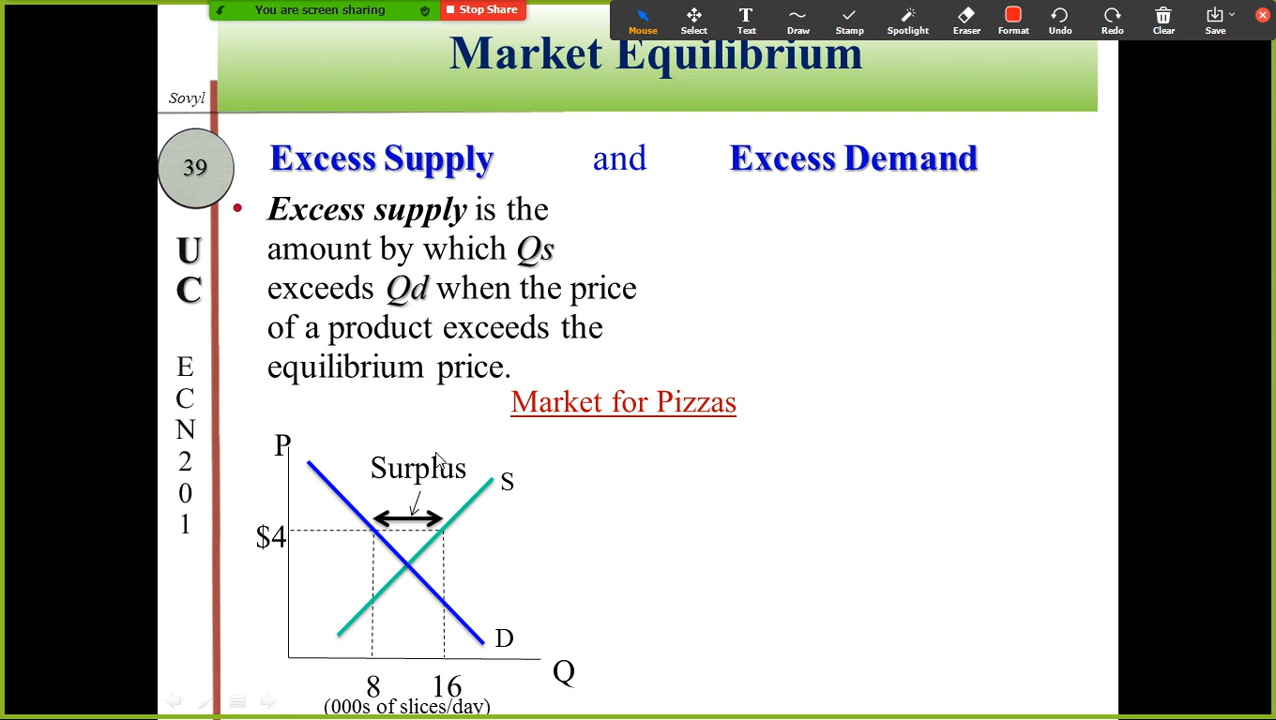 You are screen sharing
Stop Share
Mouse
Select
Text
Draw
Stamp
Spotlight
Eraser
Format
Undo
Redo
Clear
Save
Market Equilibrium
Sovyl
39
U
C
E
C
N
2
0
1
Excess Supply and Excess Demand
• Excess supply is the
amount by which Qs
exceeds Qd when the price
of a product exceeds the
equilibrium price.
Market for Pizzas
P
Surplus
S
$4
D
Q
8 16
(000s of slices/day)